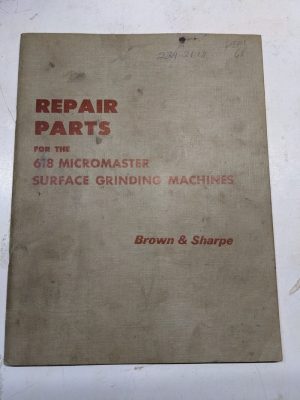 REPAIR
PARTS
FOR THE
618 MICROMASTER
SURFACE GRINDING MACHINES
Brown & Sharpe